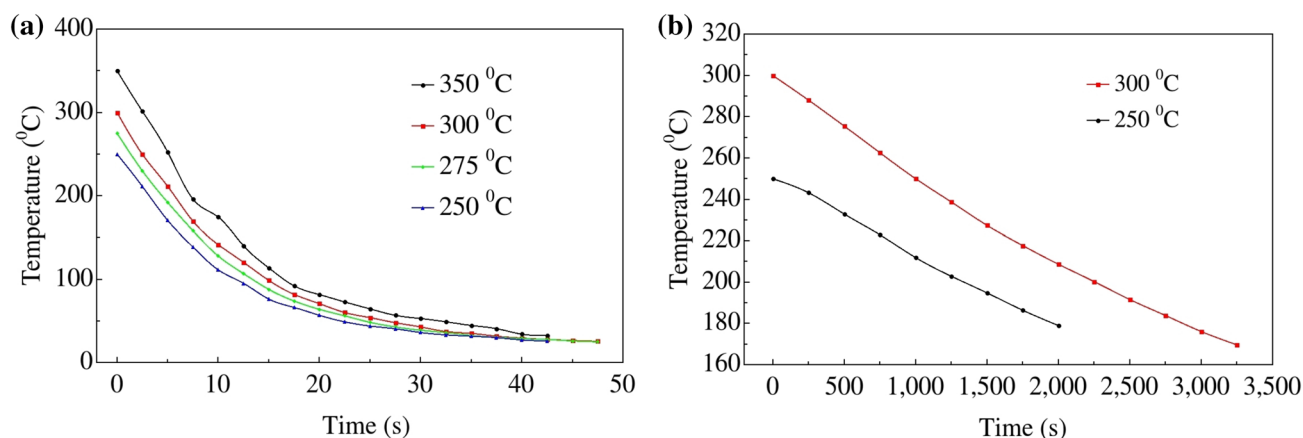 (a)
400
300
200
100
0
Temperature (⁰C)
350 ⁰C
300 ⁰C
275 ⁰C
250 ⁰C
0 10 20 30 40 50
Time (s)
(b)
320
300
280
260
240
220
200
180
160
Temperature (⁰C)
300 ⁰C
250 ⁰C
0 500 1,000 1,500 2,000 2,500 3,000 3,500
Time (s)